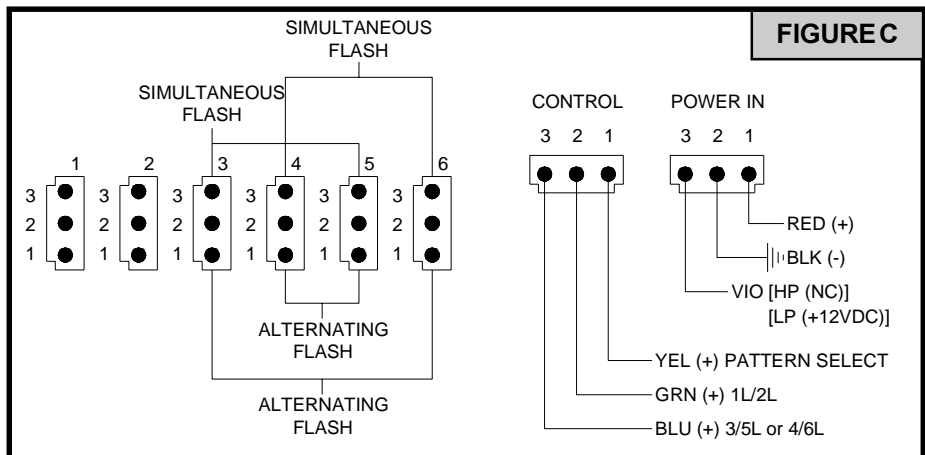 FIGURE C
SIMULTANEOUS
FLASH
SIMULTANEOUS
FLASH
CONTROL
POWER IN
3 2 1
3 2 1
1 2 3 4 5 6
3 3 3 3 3 3
2 2 2 2 2 2
1 1 1 1 1 1
RED (+)
BLK (-)
VIO [HP (NC)]
[LP (+12VDC)]
ALTERNATING
FLASH
YEL (+) PATTERN SELECT
GRN (+) 1L/2L
ALTERNATING
FLASH
BLU (+) 3/5L or 4/6L